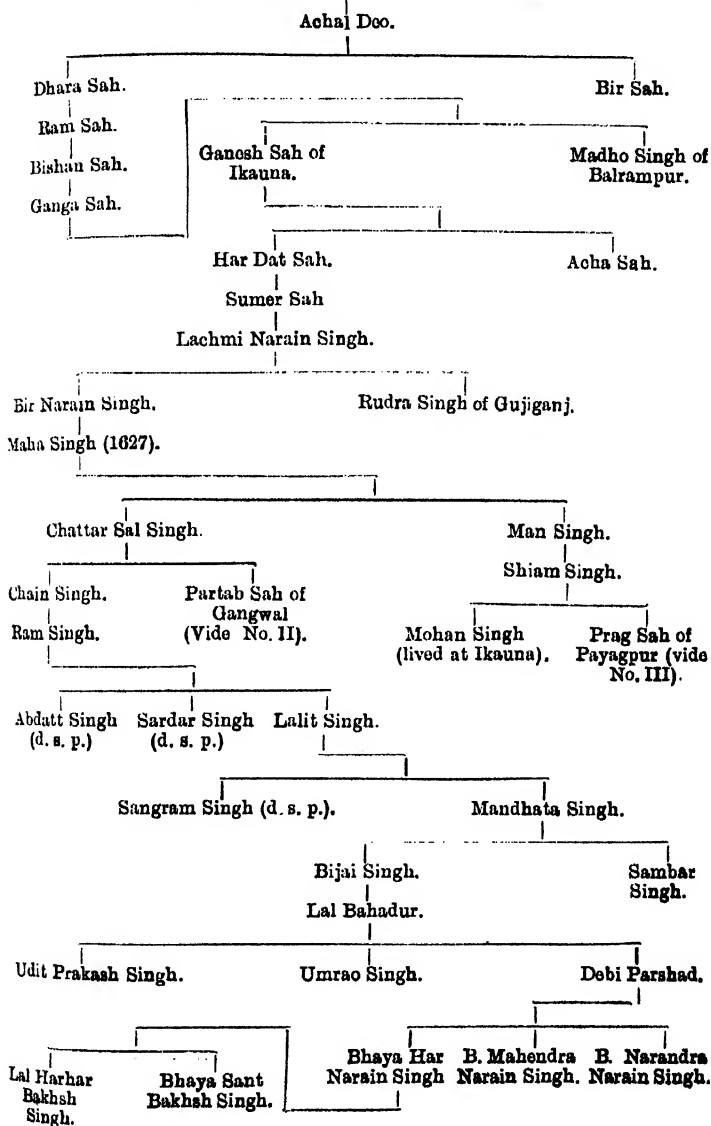 Achal Deo.
Dhara Sah. Bir Sah.
Ram Sah.
Ganesh Sah of Madho Singh of
Bishan Sah. Ikauna. Balrampur.
Ganga Sah.
Har Dat Sah. Acha Sah.
Sumer Sah
Lachmi Narain Singh.
Bir Narain Singh. Rudra Singh of Gujiganj.
Maha Singh (1627).
Chattar Sal Singh. Man Singh.
Shiam Singh.
Chain Singh. Partab Sah of
Gangwal
Ram Singh. (Vide No. II). Mohan Singh Prag Sah of
(lived at Ikauna). Payagpur (vide
No. III).
Abdatt Singh Sardar Singh Lalit Singh.
(d. s. p.) (d. s. p.)
Sangram Singh (d. s. p.). Mandhata Singh.
Bijai Singh. Sambar
Singh.
Lal Bahadur.
Udit Prakash Singh. Umrao Singh. Debi Parshad.
Bhaya Har B. Mahendra B. Narandra
Narain Singh Narain Singh. Narain Singh.
Lal Harhar Bhaya Sant
Bakhsh Bakhsh Singh.
Singh.